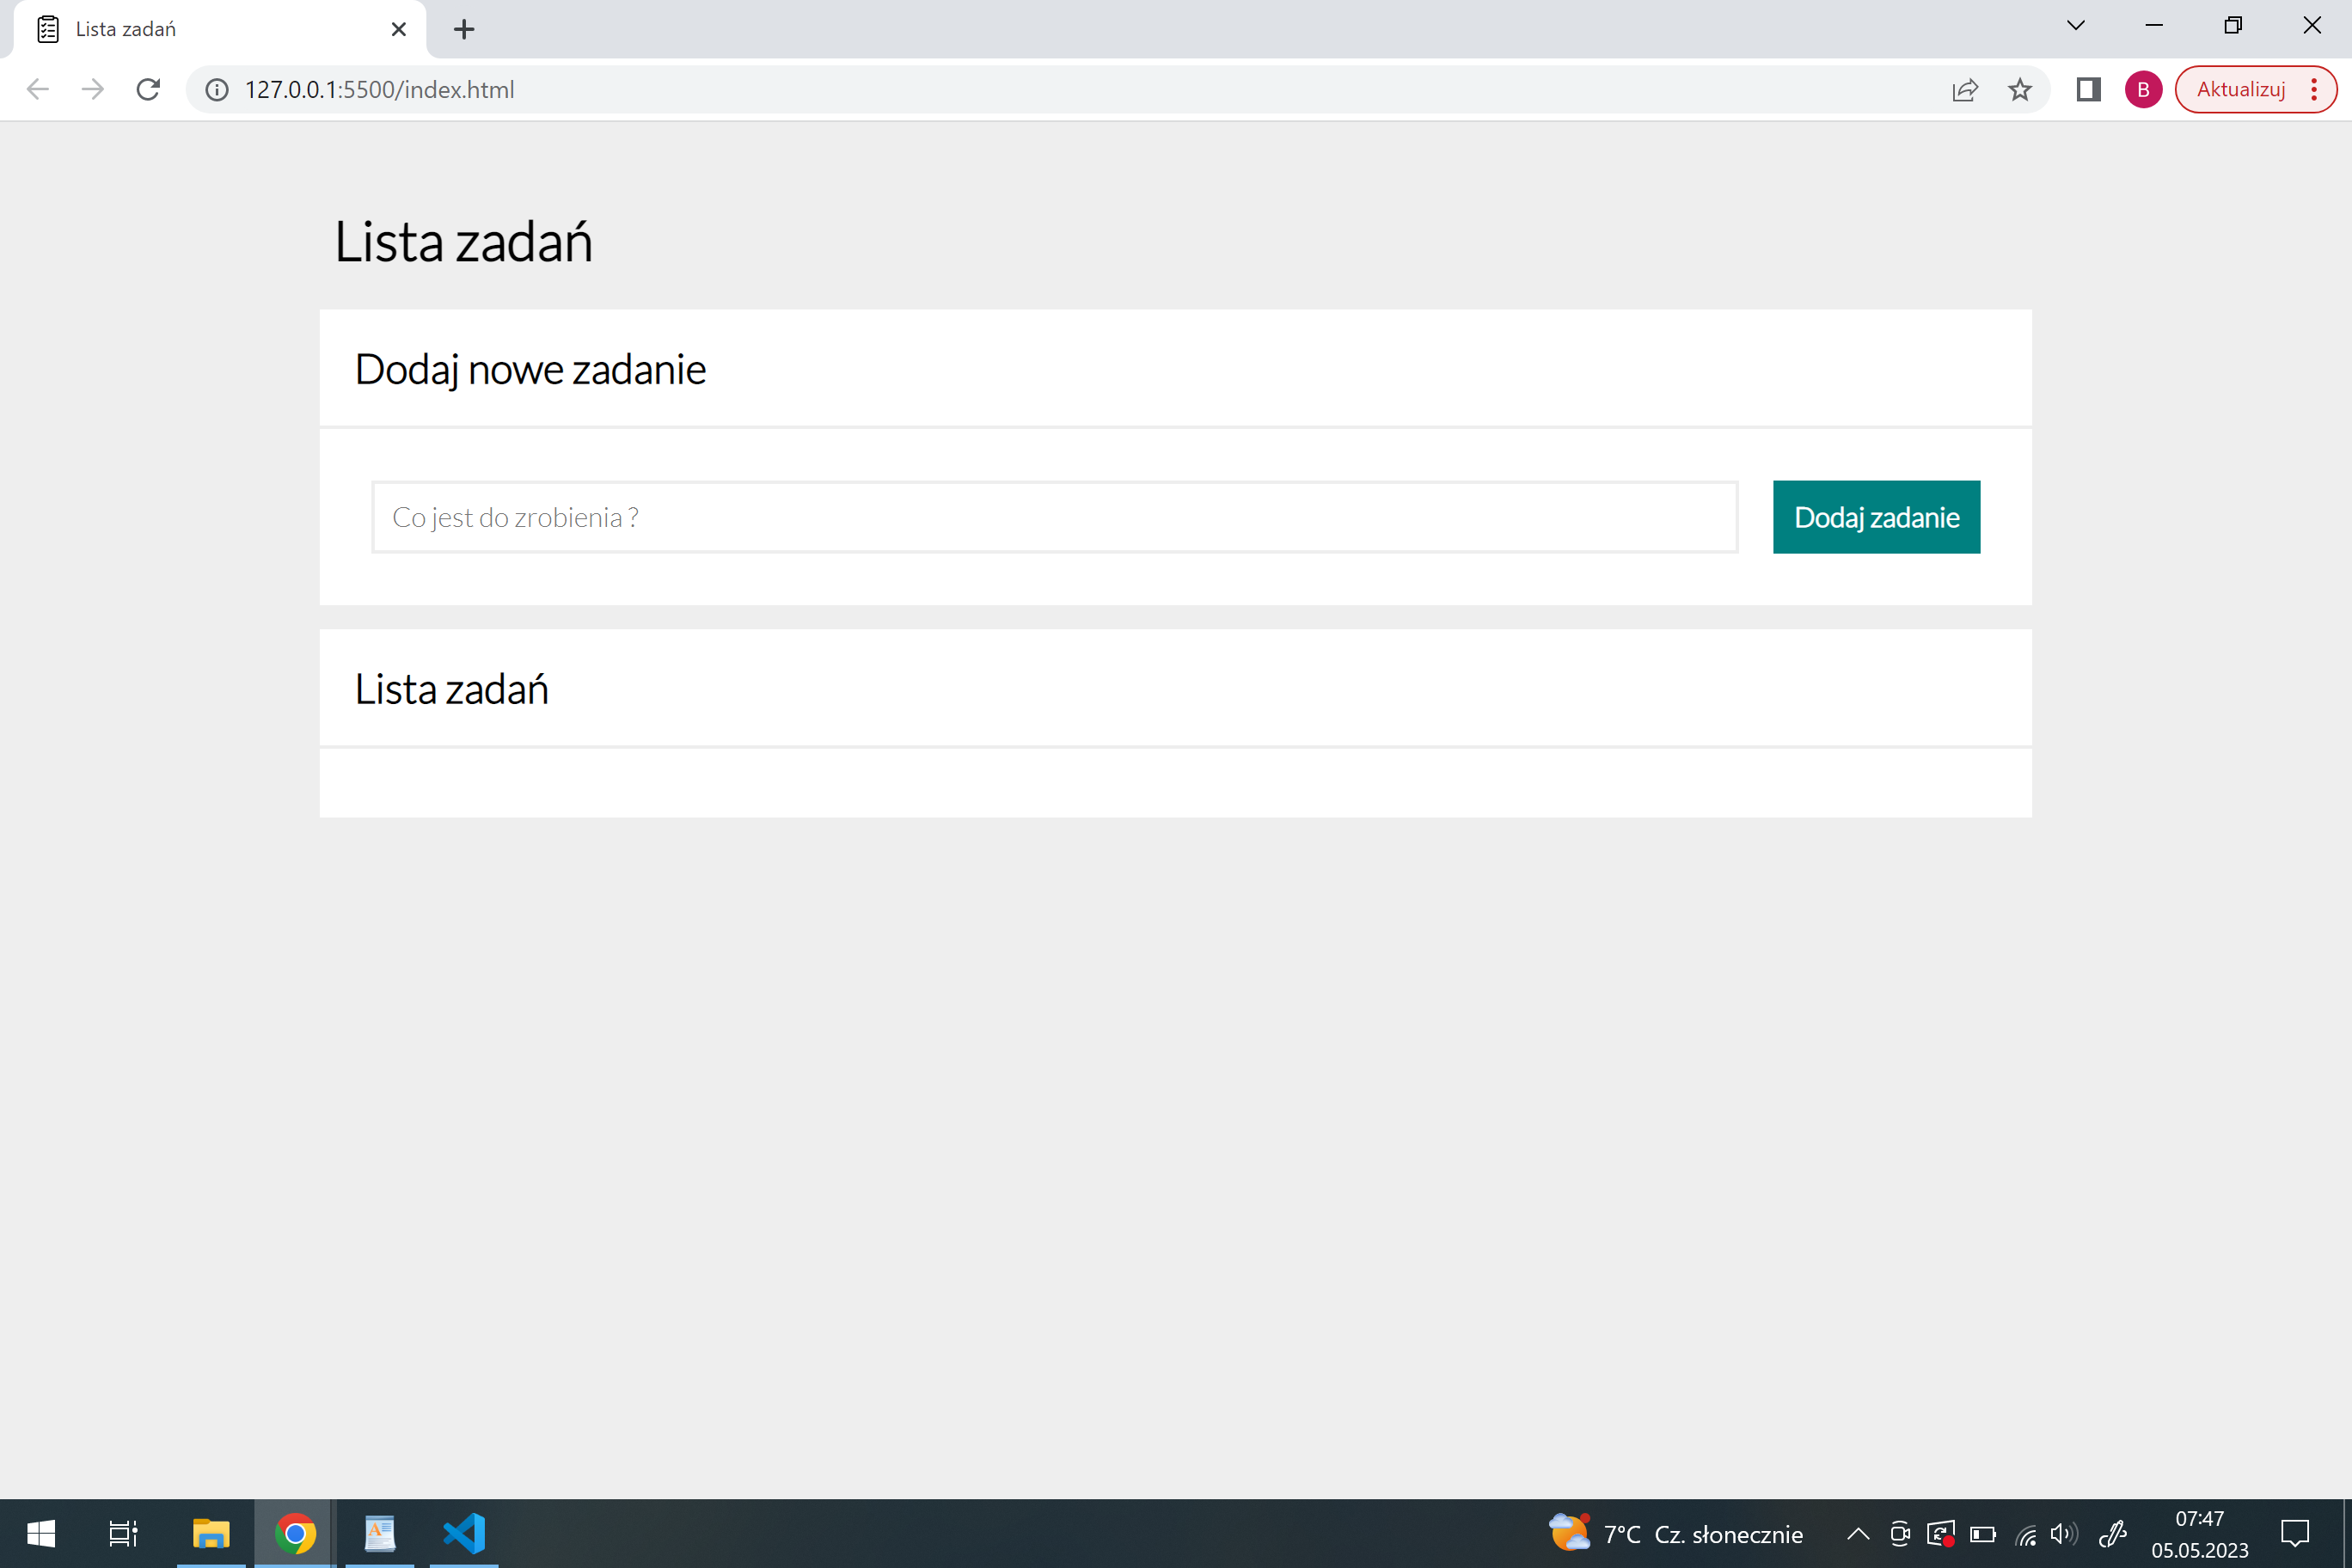 Lista zadań
127.0.0.1:5500/index.html
B
Aktualizuj
Lista zadań
Dodaj nowe zadanie
Co jest do zrobienia ?
Dodaj zadanie
Lista zadań
7°C Cz. słonecznie
07:47
05.05.2023